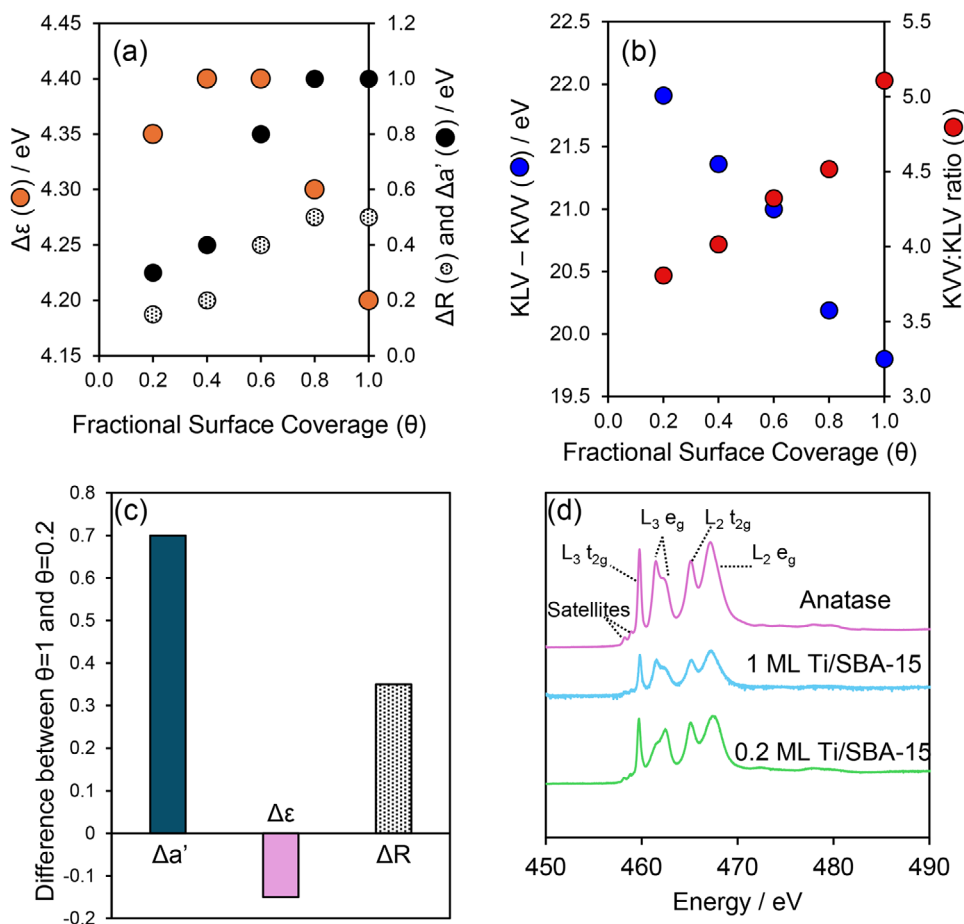 (a)
4.45
4.40
4.35
4.30
4.25
4.20
4.15
Δε ( ) / eV
1.2
1.0
0.8
0.6
0.4
0.2
0.0
ΔR ( ) and Δa' ( ) / eV
0.0 0.2 0.4 0.6 0.8 1.0
Fractional Surface Coverage (θ)
(b)
22.5
22.0
21.5
21.0
20.5
20.0
19.5
KLV – KVV ( ) / eV
5.5
5.0
4.5
4.0
3.5
3.0
KVV:KLV ratio ( )
0.0 0.2 0.4 0.6 0.8 1.0
Fractional Surface Coverage (θ)
(c)
0.8
0.7
0.6
0.5
0.4
0.3
0.2
0.1
0
-0.1
-0.2
Difference between θ=1 and θ=0.2
Δa'
Δε
ΔR
(d)
L3 t2g
L3 eg
L2 t2g
L2 eg
Satellites
Anatase
1 ML Ti/SBA-15
0.2 ML Ti/SBA-15
450 460 470 480 490
Energy / eV